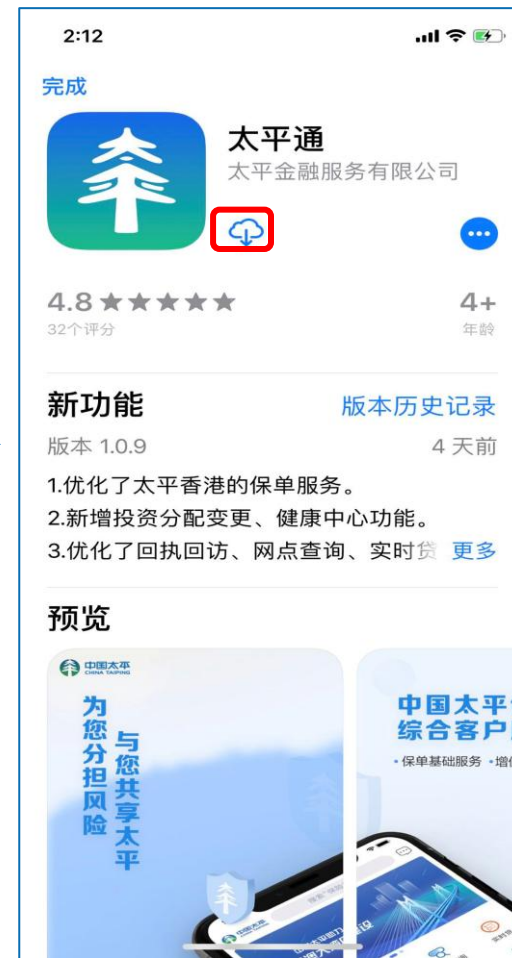 2:12
完成
太平通
太平金融服务有限公司
4.8
4+
32个评分
年龄
新功能
版本历史记录
版本 1.0.9
4 天前
1.优化了太平香港的保单服务。
2.新增投资分配变更、健康中心功能。
3.优化了回执回访、网点查询、实时贷 更多
预览
中国太平
CHINA TAIPING
为您分担风险
与您共享太平
中国太平
综合客户
·保单基础服务 ·增
中国太平